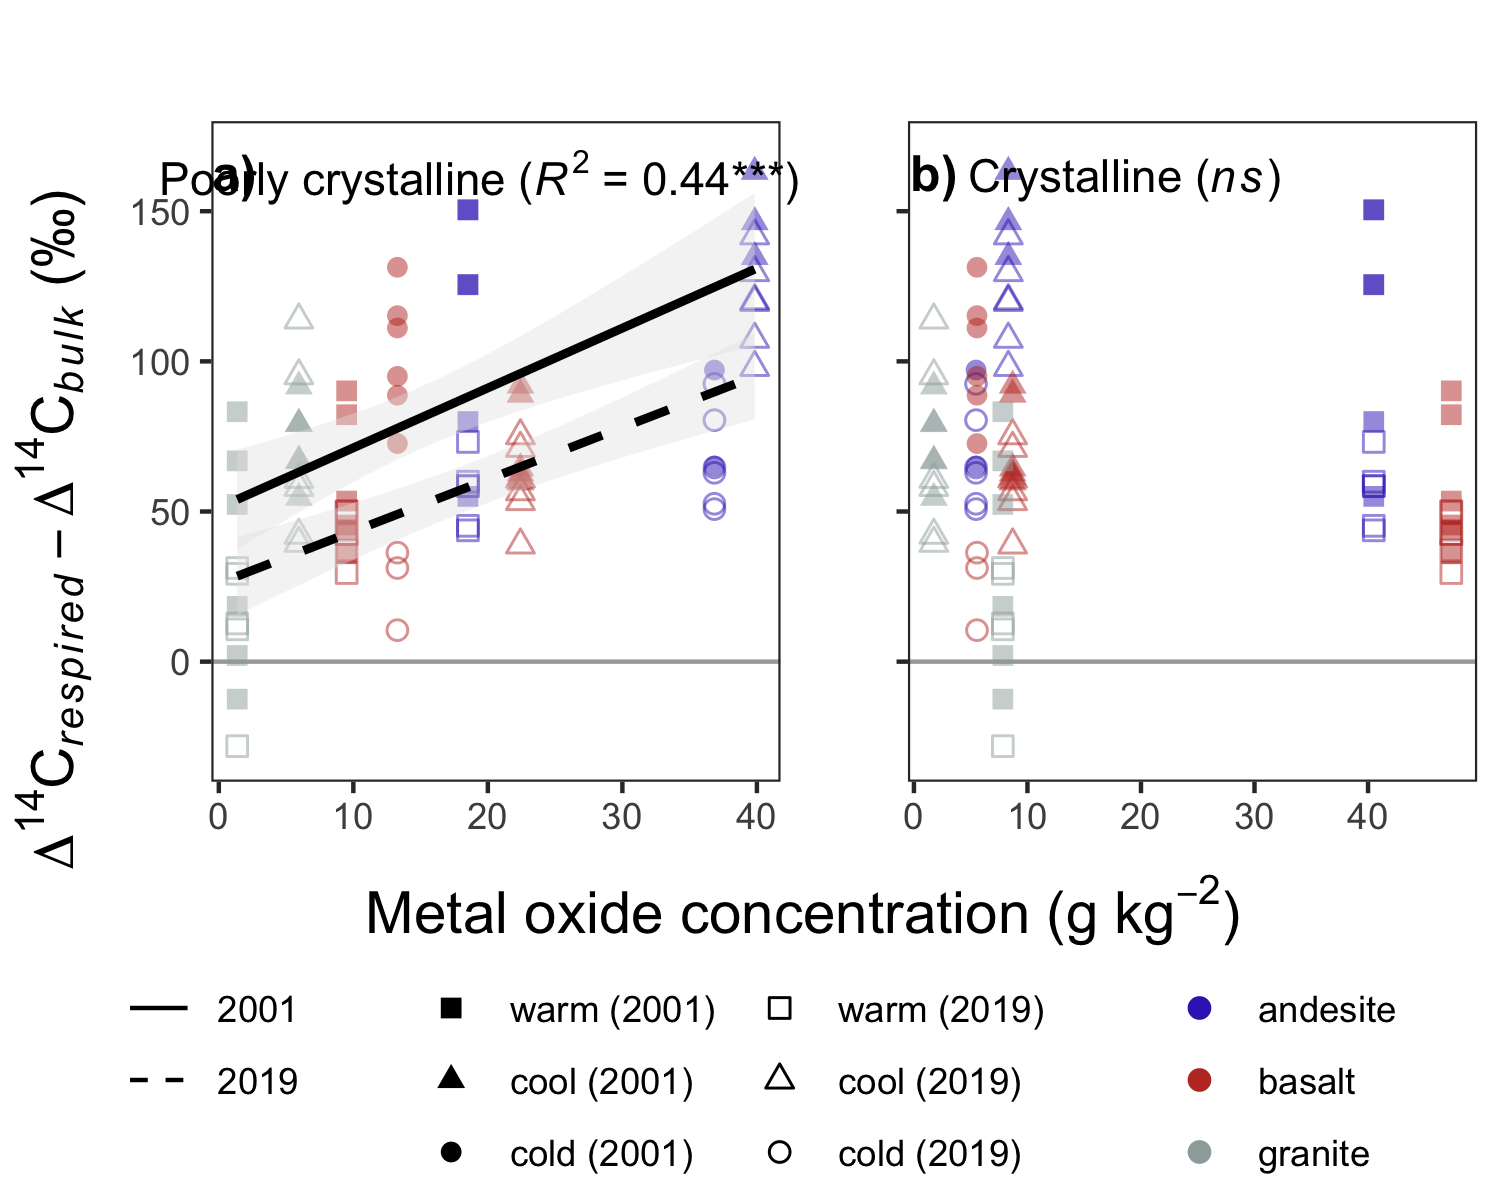 a) Poorly crystalline (R² = 0.44***)
b) Crystalline (ns)
Δ¹⁴Crespired − Δ¹⁴Cbulk (‰)
150
100
50
0
0 10 20 30 40
0 10 20 30 40
Metal oxide concentration (g kg⁻²)
2001 warm (2001) warm (2019) andesite
2019 cool (2001) cool (2019) basalt
cold (2001) cold (2019) granite